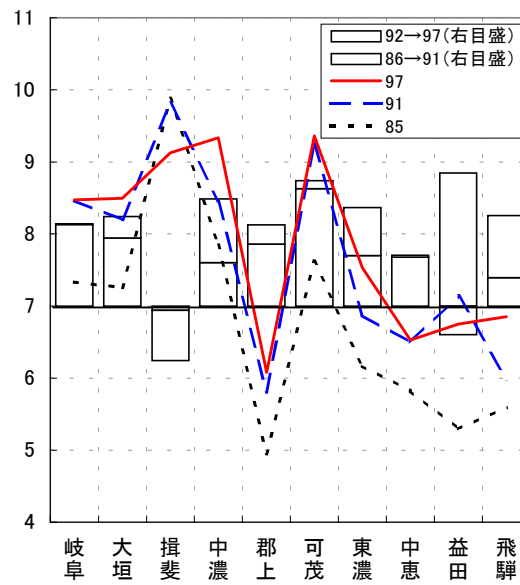 11
10
9
8
7
6
5
4
92→97(右目盛)
86→91(右目盛)
97
91
85
岐阜
大垣
揖斐
中濃
郡上
可茂
東濃
中恵
益田
飛騨